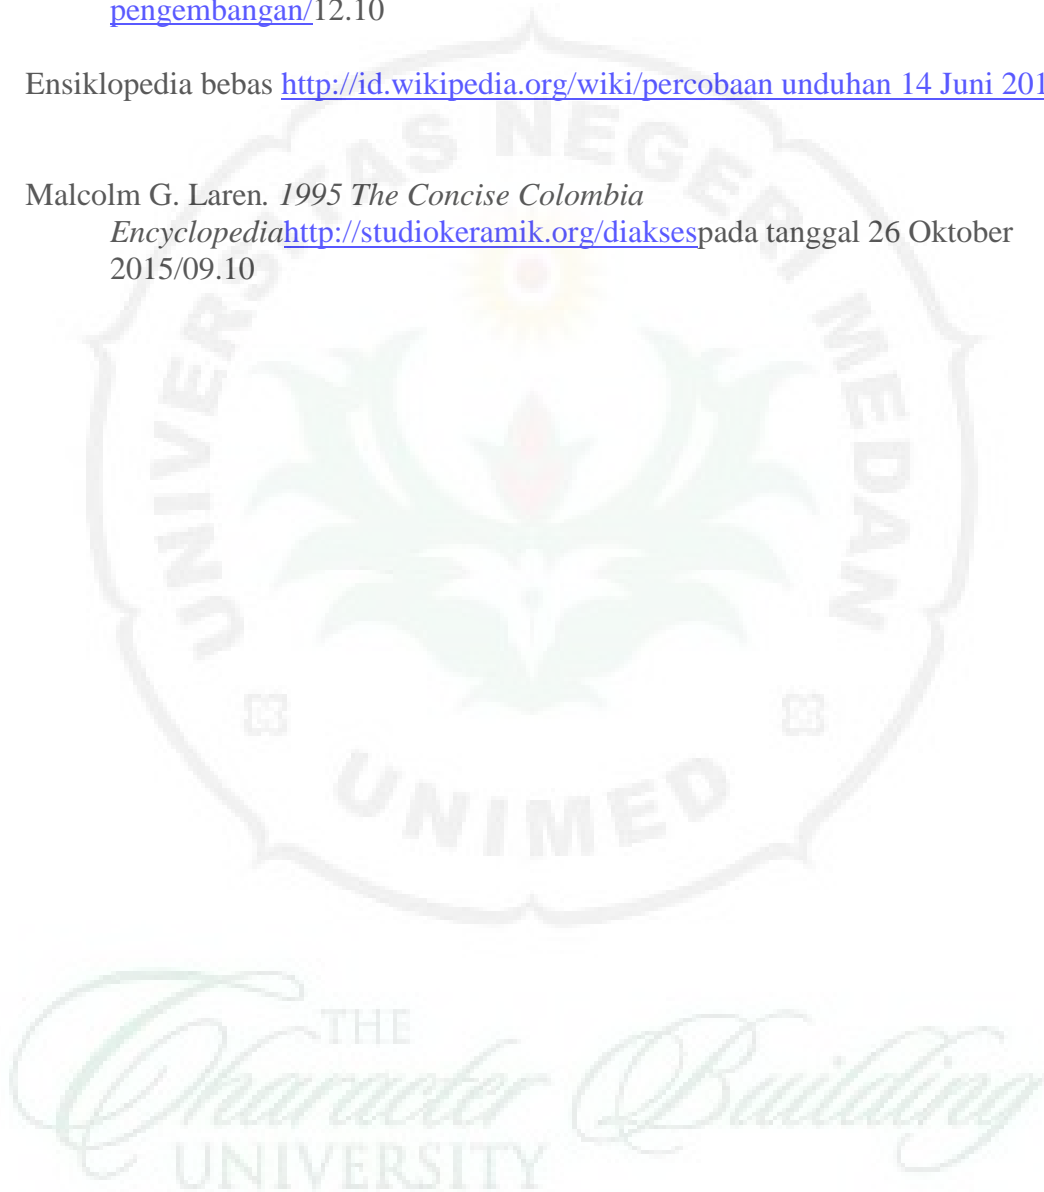 pengembangan/12.10
Ensiklopedia bebas http://id.wikipedia.org/wiki/percobaan unduhan 14 Juni 201
Malcolm G. Laren. 1995 The Concise Colombia
Encyclopediahttp://studiokeramik.org/diaksespada tanggal 26 Oktober
2015/09.10
UNIVERSITAS NEGERI MEDAN
UNIMED
THE
Character Building
UNIVERSITY